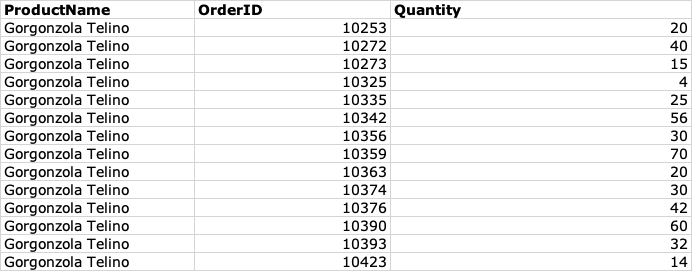 ProductName OrderID Quantity
Gorgonzola Telino 10253 20
Gorgonzola Telino 10272 40
Gorgonzola Telino 10273 15
Gorgonzola Telino 10325 4
Gorgonzola Telino 10335 25
Gorgonzola Telino 10342 56
Gorgonzola Telino 10356 30
Gorgonzola Telino 10359 70
Gorgonzola Telino 10363 20
Gorgonzola Telino 10374 30
Gorgonzola Telino 10376 42
Gorgonzola Telino 10390 60
Gorgonzola Telino 10393 32
Gorgonzola Telino 10423 14